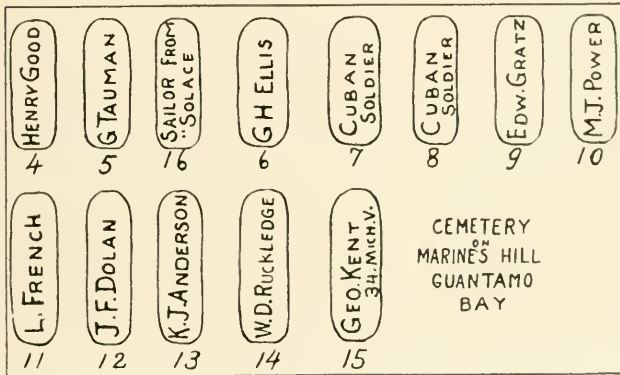 HENRY GOOD
4
G TAUMAN
5
SAILOR FROM
"SOLACE
16
G H ELLIS
6
CUBAN
SOLDIER
7
CUBAN
SOLDIER
8
EDW. GRATZ
9
M.J. POWER
10
L. FRENCH
11
J.F. DOLAN
12
K.J. ANDERSON
13
W.D. RUCKLEDGE
14
GEO. KENT
34. MICH. V.
15
CEMETERY
ON
MARINE'S HILL
GUANTAMO
BAY